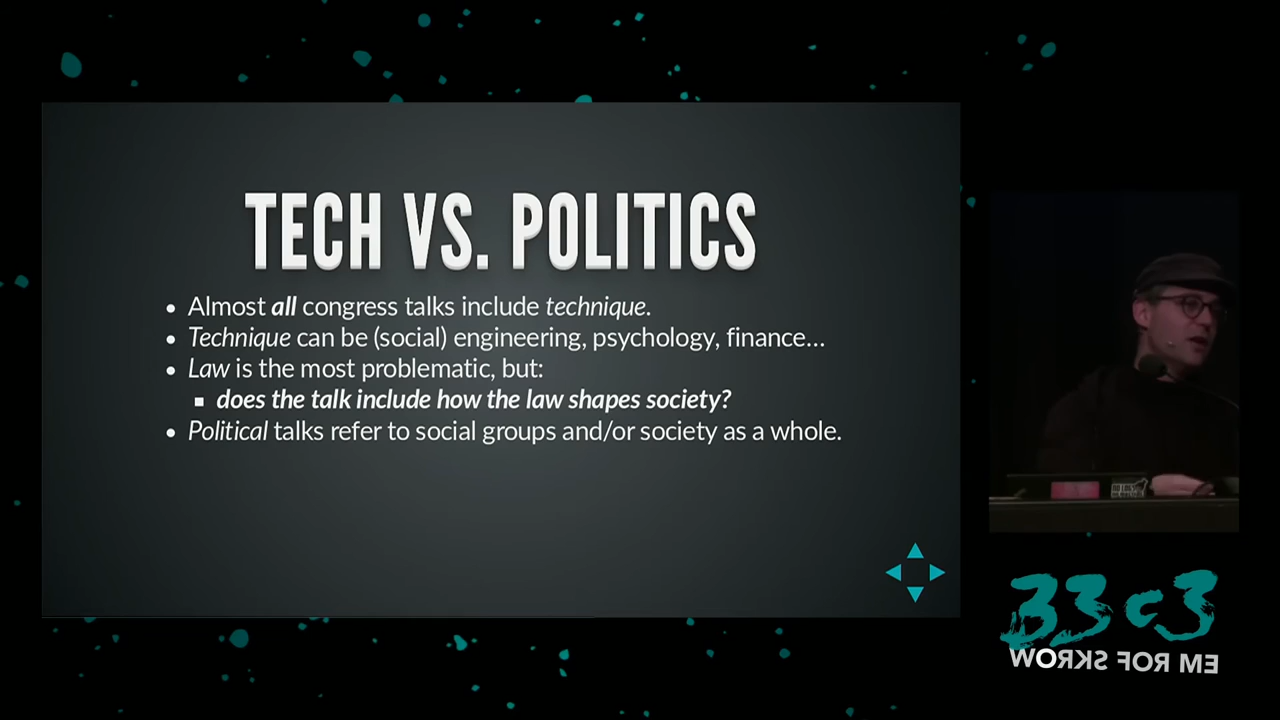 TECH VS. POLITICS
Almost all congress talks include technique.
Technique can be (social) engineering, psychology, finance...
Law is the most problematic, but:
does the talk include how the law shapes society?
Political talks refer to social groups and/or society as a whole.
33c3
WORKS FOR ME